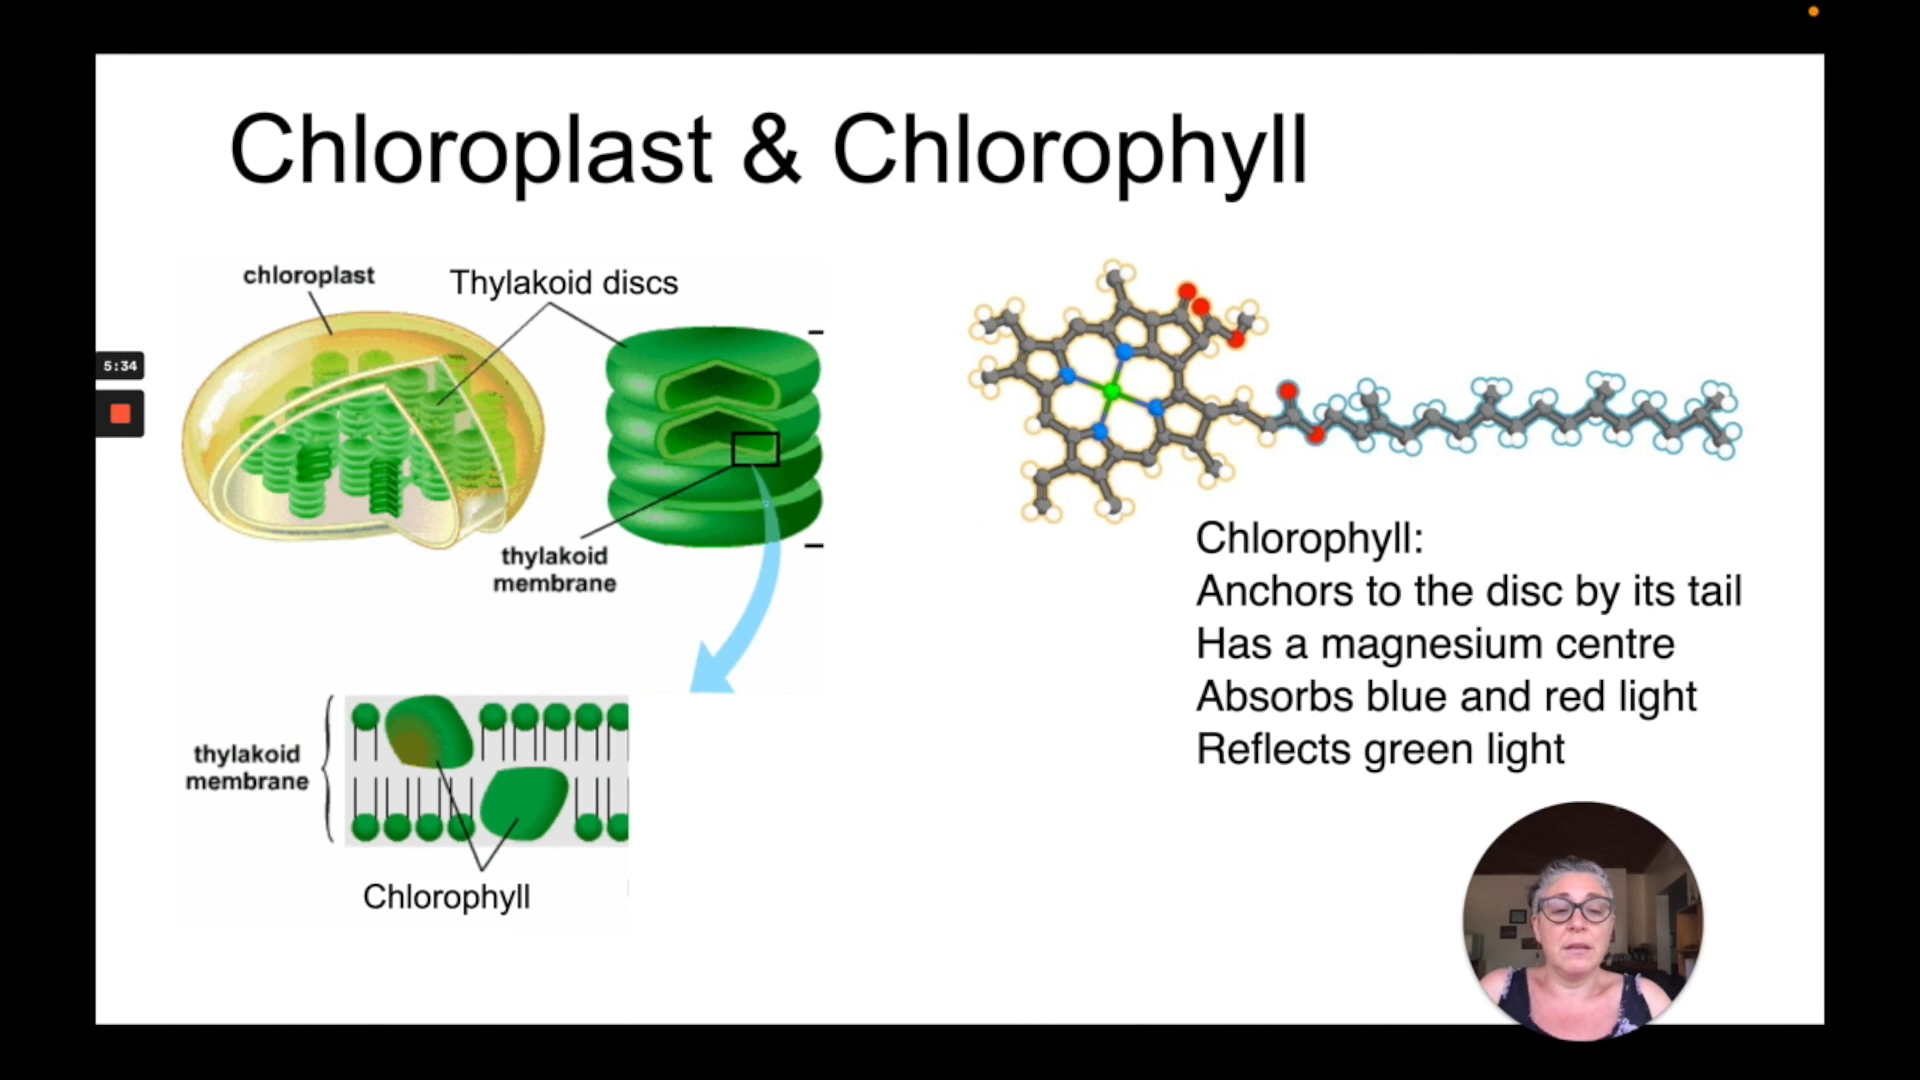 Chloroplast & Chlorophyll
chloroplast
Thylakoid discs
5:34
thylakoid
membrane
Chlorophyll:
Anchors to the disc by its tail
Has a magnesium centre
Absorbs blue and red light
Reflects green light
thylakoid
membrane
Chlorophyll